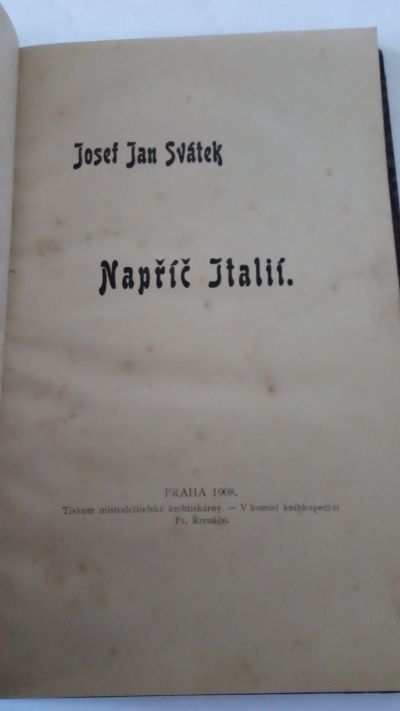 Josef Jan Svátek
Napříč Italií.
PRAHA 1908.
Tiskem místodržitelské knihtiskárny. — V komisi knihkupectví
Fr. Řivnáče.